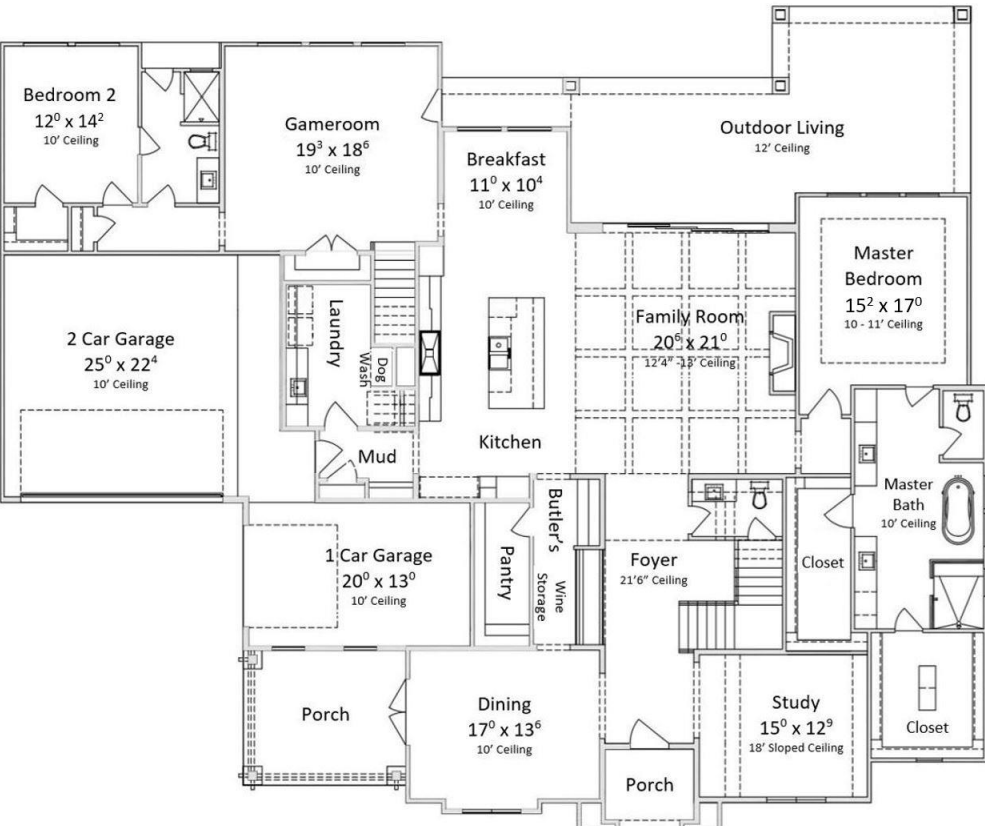 Bedroom 2
12⁰ x 14²
10' Ceiling
Gameroom
19³ x 18⁶
10' Ceiling
Breakfast
11⁰ x 10⁴
10' Ceiling
Outdoor Living
12' Ceiling
Master
Bedroom
15² x 17⁰
10 - 11' Ceiling
2 Car Garage
25⁰ x 22⁴
10' Ceiling
Laundry
Dog
Wash
Family Room
20⁶ x 21⁰
12'4" -13' Ceiling
Kitchen
Mud
Master
Bath
10' Ceiling
1 Car Garage
20⁰ x 13⁰
10' Ceiling
Pantry
Butler's
Wine
Storage
Foyer
21'6" Ceiling
Closet
Porch
Dining
17⁰ x 13⁶
10' Ceiling
Study
15⁰ x 12⁹
18' Sloped Ceiling
Closet
Porch